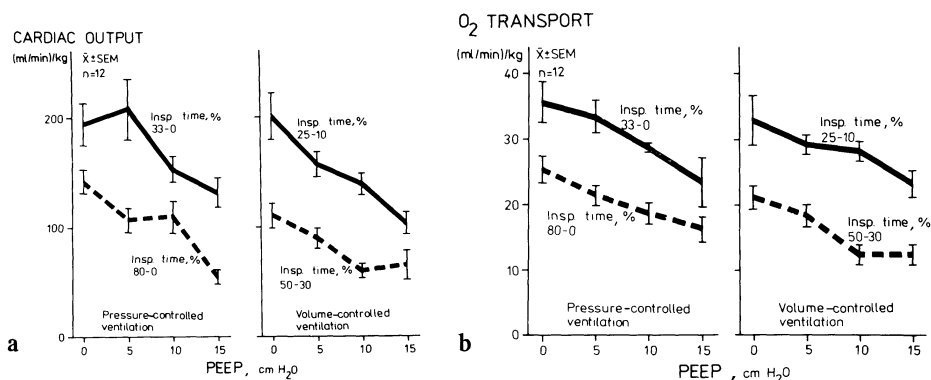 CARDIAC OUTPUT
(ml/min)/kg
x̄±SEM
n=12
200
100
0
Insp. time, %
33-0
Insp. time, %
80-0
Pressure-controlled
ventilation
0 5 10 15
Insp. time, %
25-10
Insp. time, %
50-30
Volume-controlled
ventilation
0 5 10 15
PEEP, cm H₂O
a
O₂ TRANSPORT
(ml/min)/kg
x̄±SEM
n=12
40
30
20
10
0
Insp. time, %
33-0
Insp. time, %
80-0
Pressure-controlled
ventilation
0 5 10 15
Insp. time, %
25-10
Insp. time, %
50-30
Volume-controlled
ventilation
0 5 10 15
PEEP, cm H₂O
b